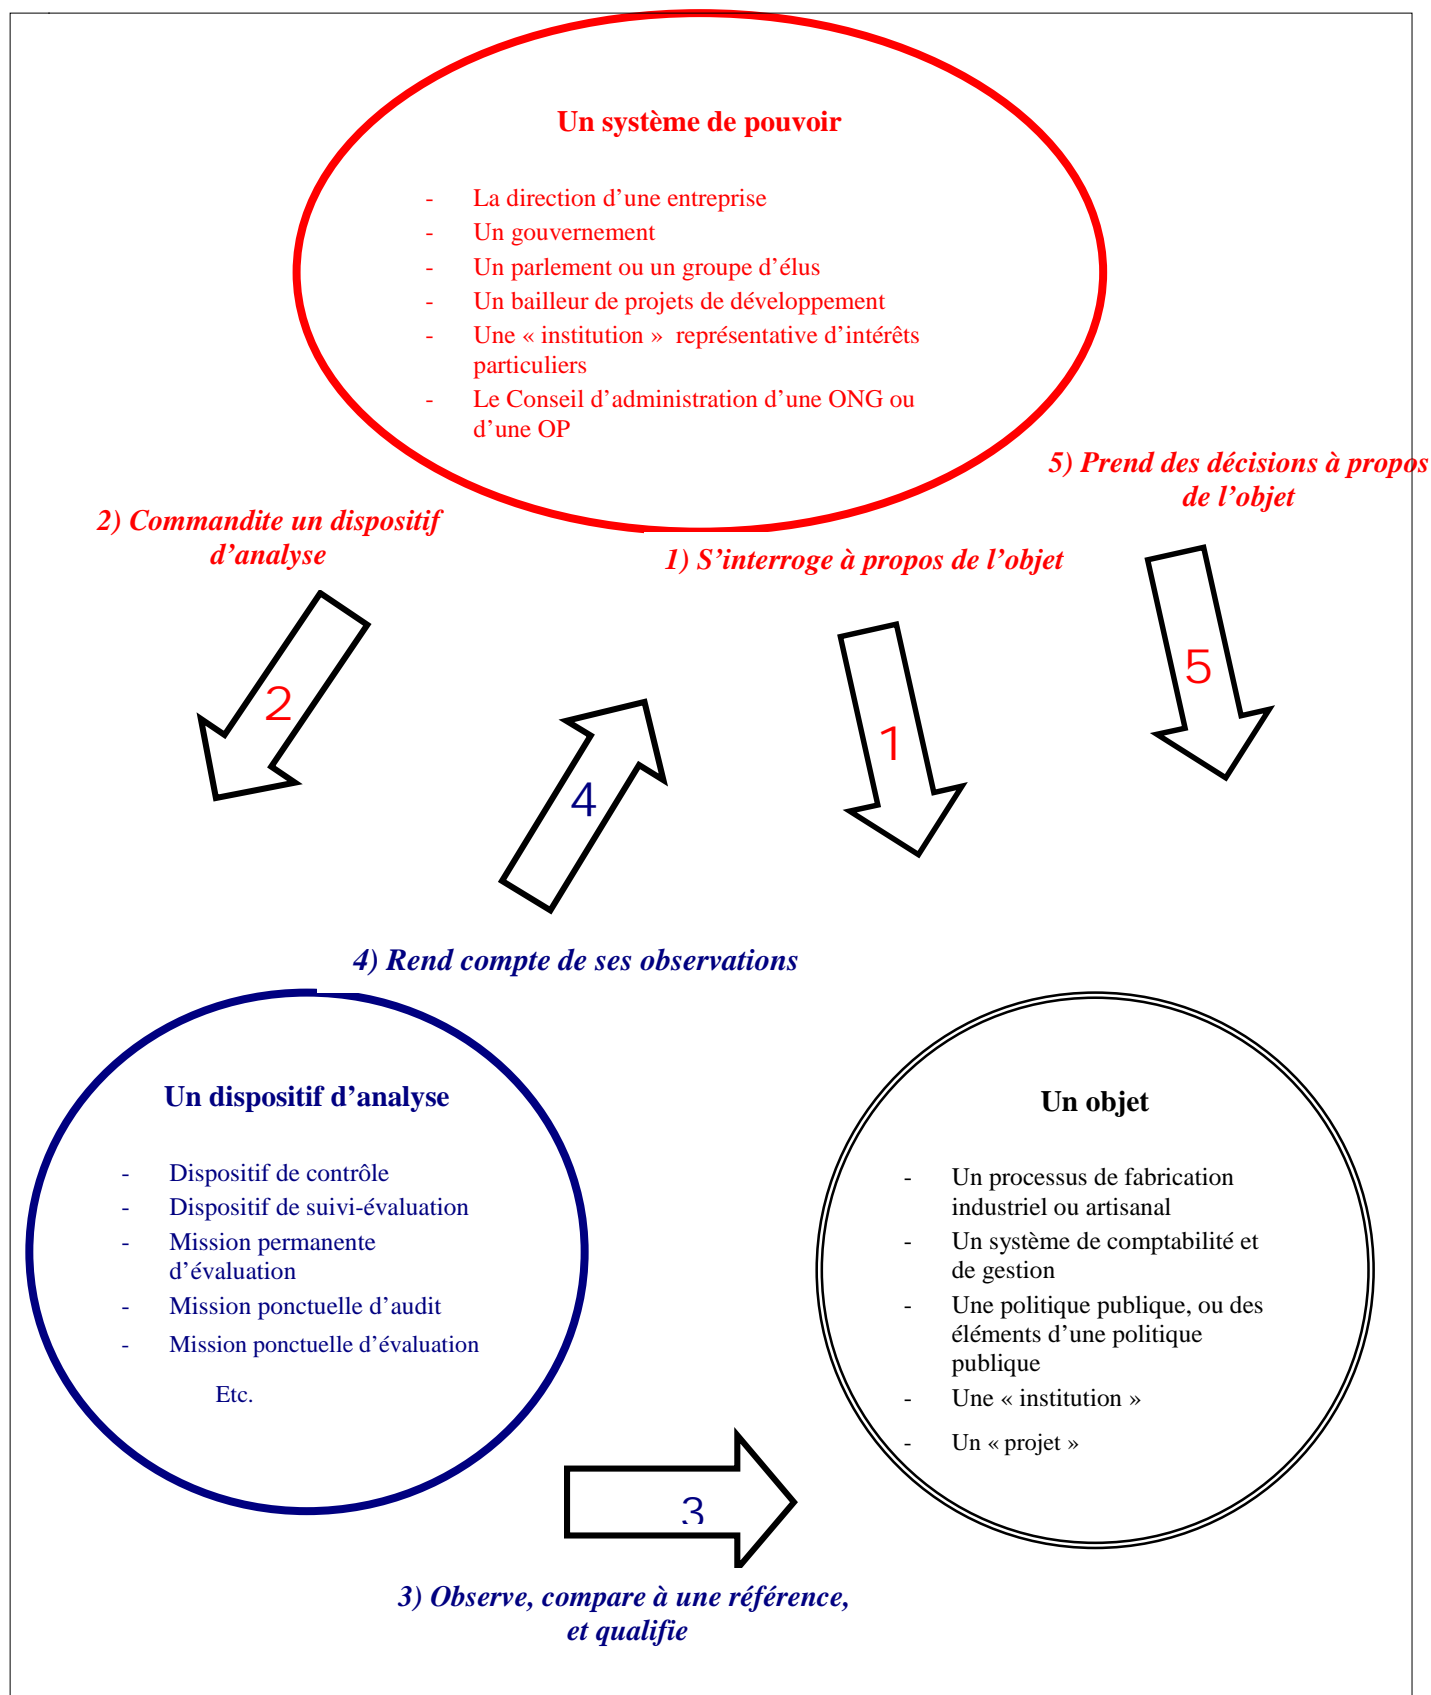 Un système de pouvoir
- La direction d’une entreprise
- Un gouvernement
- Un parlement ou un groupe d’élus
- Un bailleur de projets de développement
- Une « institution » représentative d’intérêts
particuliers
- Le Conseil d’administration d’une ONG ou
d’une OP
5) Prend des décisions à propos
de l’objet
2) Commandite un dispositif
d’analyse
1) S’interroge à propos de l’objet
2
4
1
5
4) Rend compte de ses observations
Un dispositif d’analyse
- Dispositif de contrôle
- Dispositif de suivi-évaluation
- Mission permanente
d’évaluation
- Mission ponctuelle d’audit
- Mission ponctuelle d’évaluation
Etc.
Un objet
- Un processus de fabrication
industriel ou artisanal
- Un système de comptabilité et
de gestion
- Une politique publique, ou des
éléments d’une politique
publique
- Une « institution »
- Un « projet »
3
3) Observe, compare à une référence,
et qualifie